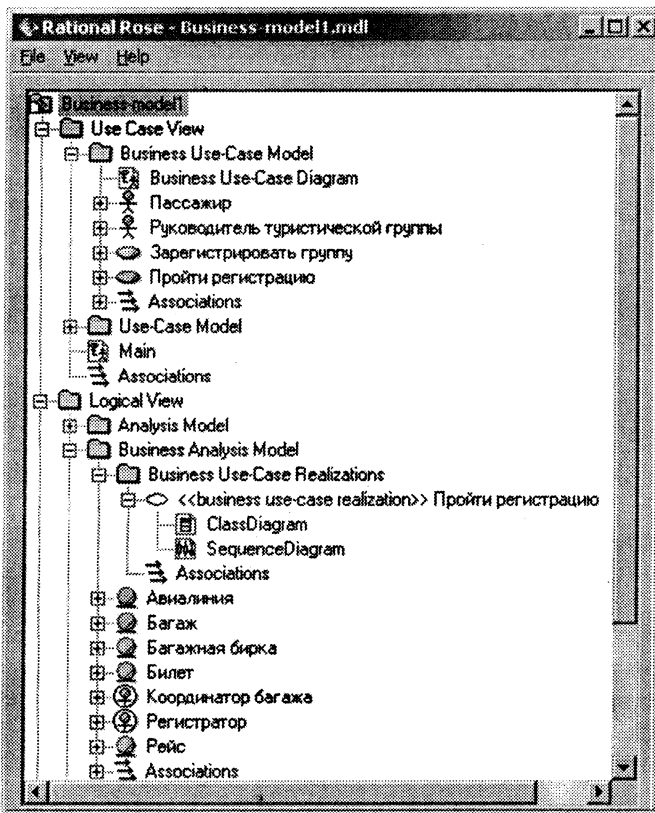 Rational Rose - Business-model1.mdl
File View Help
Business-model1
Use Case View
Business Use-Case Model
Business Use-Case Diagram
Пассажир
Руководитель туристической группы
Зарегистрировать группу
Пройти регистрацию
Associations
Use-Case Model
Main
Associations
Logical View
Analysis Model
Business Analysis Model
Business Use-Case Realizations
<<business use-case realization>> Пройти регистрацию
ClassDiagram
SequenceDiagram
Associations
Авиалиния
Багаж
Багажная бирка
Билет
Координатор багажа
Регистратор
Рейс
Associations